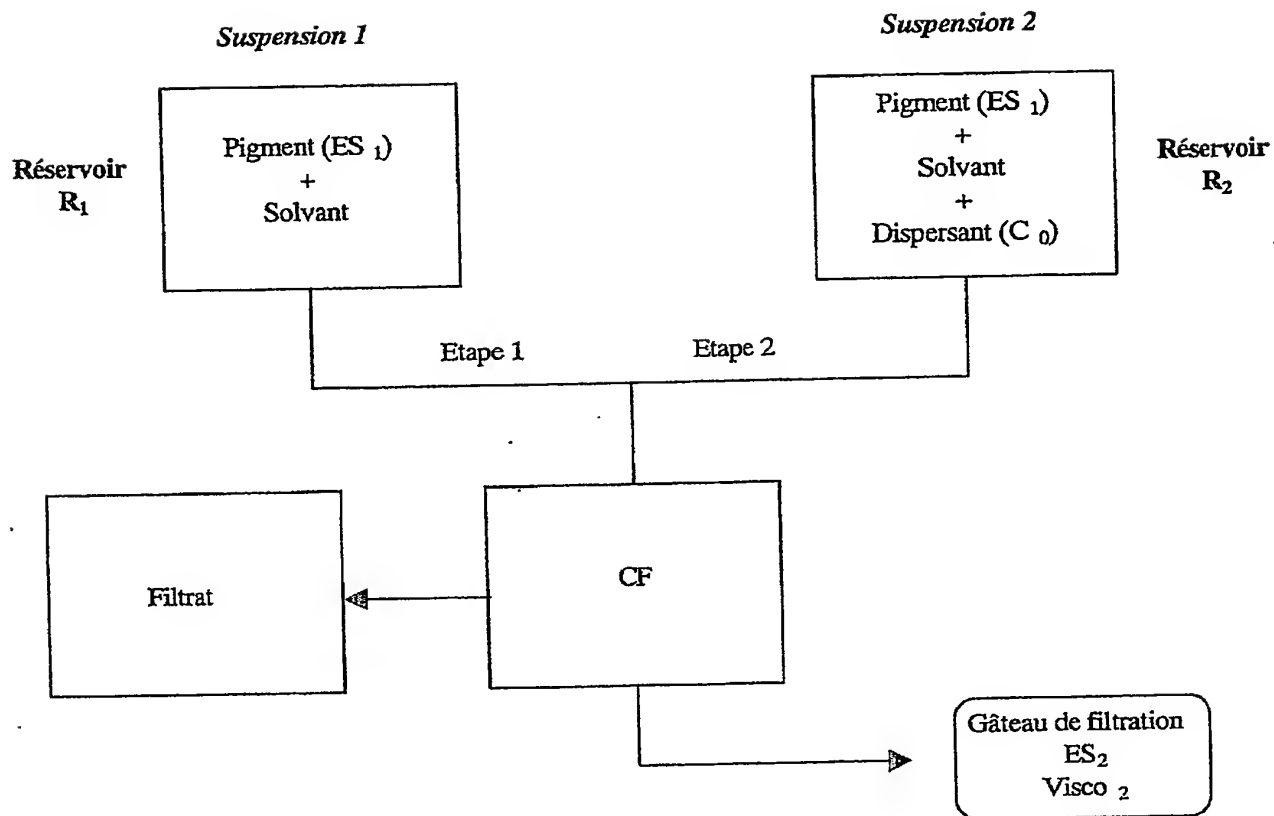 Suspension 1
Suspension 2
Réservoir
R1
Pigment (ES 1)
+
Solvant
Pigment (ES 1)
+
Solvant
+
Dispersant (C 0)
Réservoir
R2
Etape 1
Etape 2
Filtrat
CF
Gâteau de filtration
ES2
Visco 2